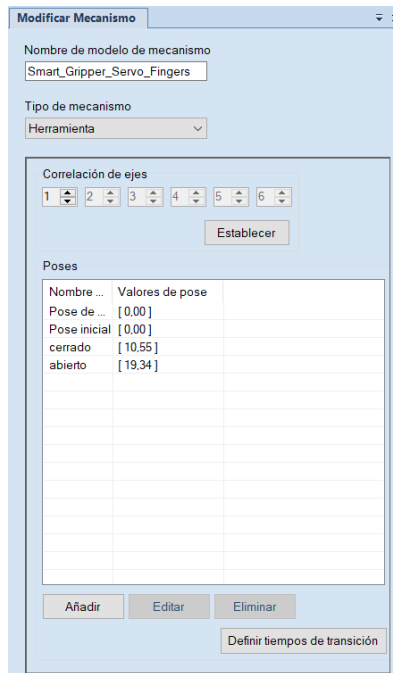 Modificar Mecanismo
Nombre de modelo de mecanismo
Smart_Gripper_Servo_Fingers
Tipo de mecanismo
Herramienta
Correlación de ejes
1 2 3 4 5 6
Establecer
Poses
Nombre ... Valores de pose
Pose de ... [ 0,00 ]
Pose inicial [ 0,00 ]
cerrado [ 10,55 ]
abierto [ 19,34 ]
Añadir Editar Eliminar
Definir tiempos de transición